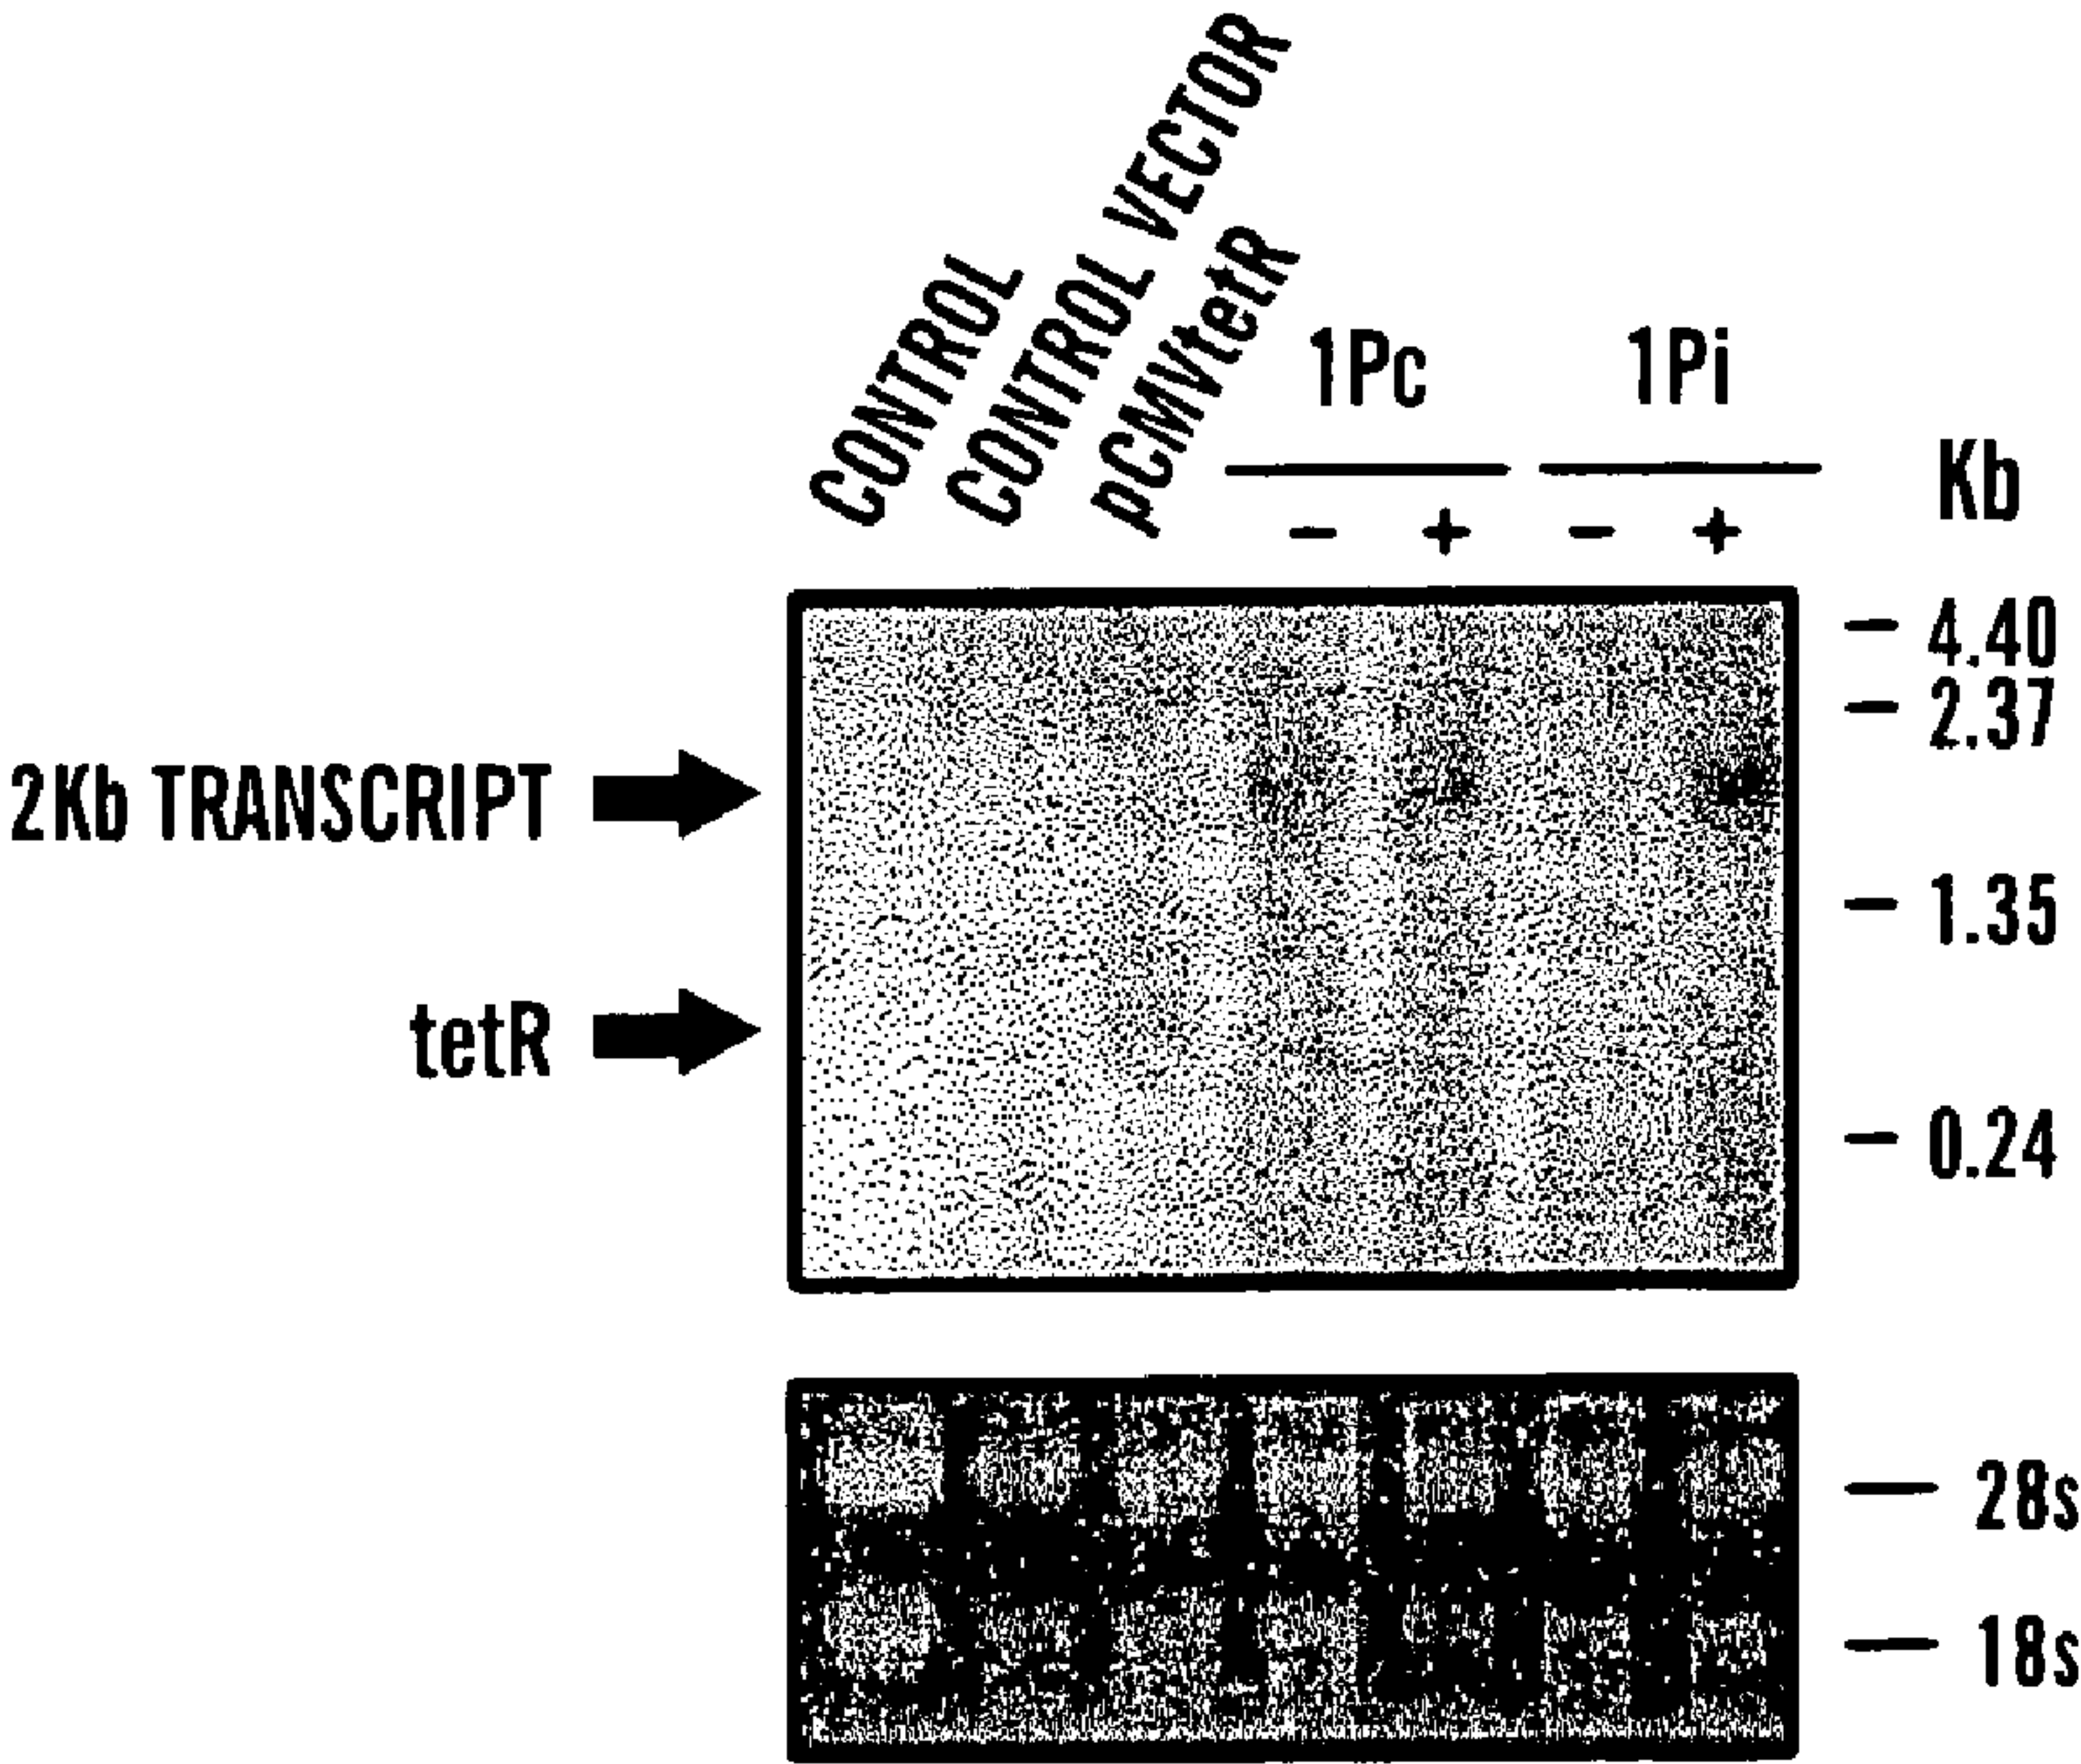 CONTROL
CONTROL VECTOR
pCMVtetR
1Pc
1Pi
- + - +
Kb
4.40
2.37
2Kb TRANSCRIPT
1.35
tetR
0.24
28s
18s